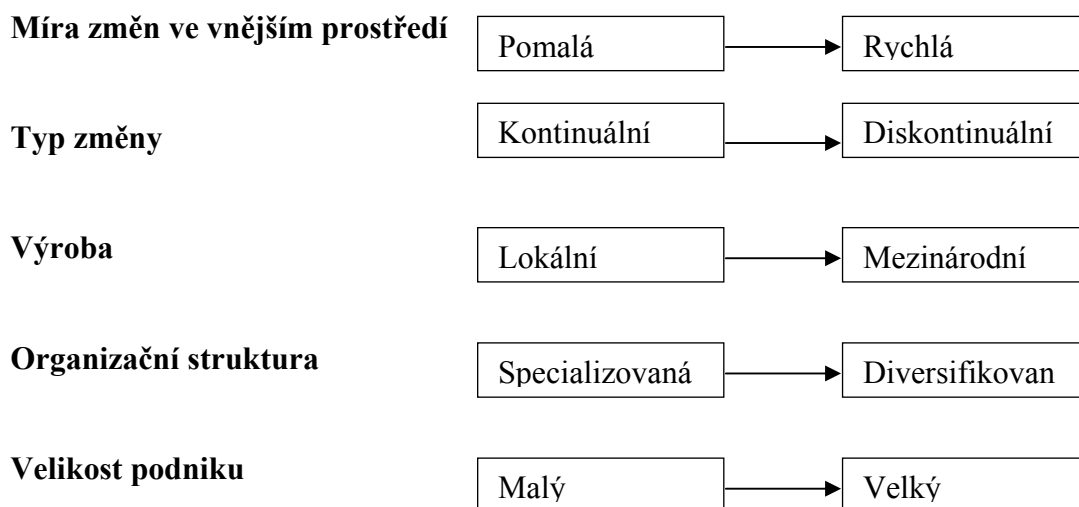 Míra změn ve vnějším prostředí
Pomalá
Rychlá
Typ změny
Kontinuální
Diskontinuální
Výroba
Lokální
Mezinárodní
Organizační struktura
Specializovaná
Diversifikovan
Velikost podniku
Malý
Velký